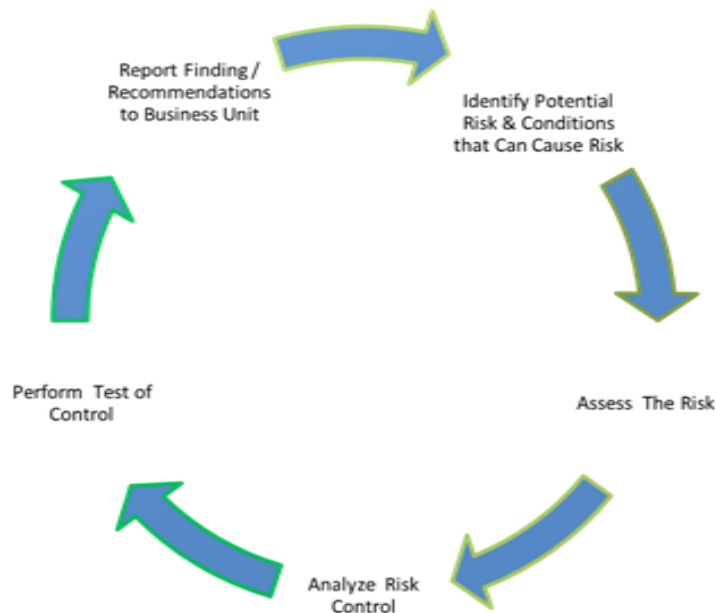 Report Finding/
Recommendations
to Business Unit
Identify Potential
Risk & Conditions
that Can Cause Risk
Assess The Risk
Analyze Risk
Control
Perform Test of
Control